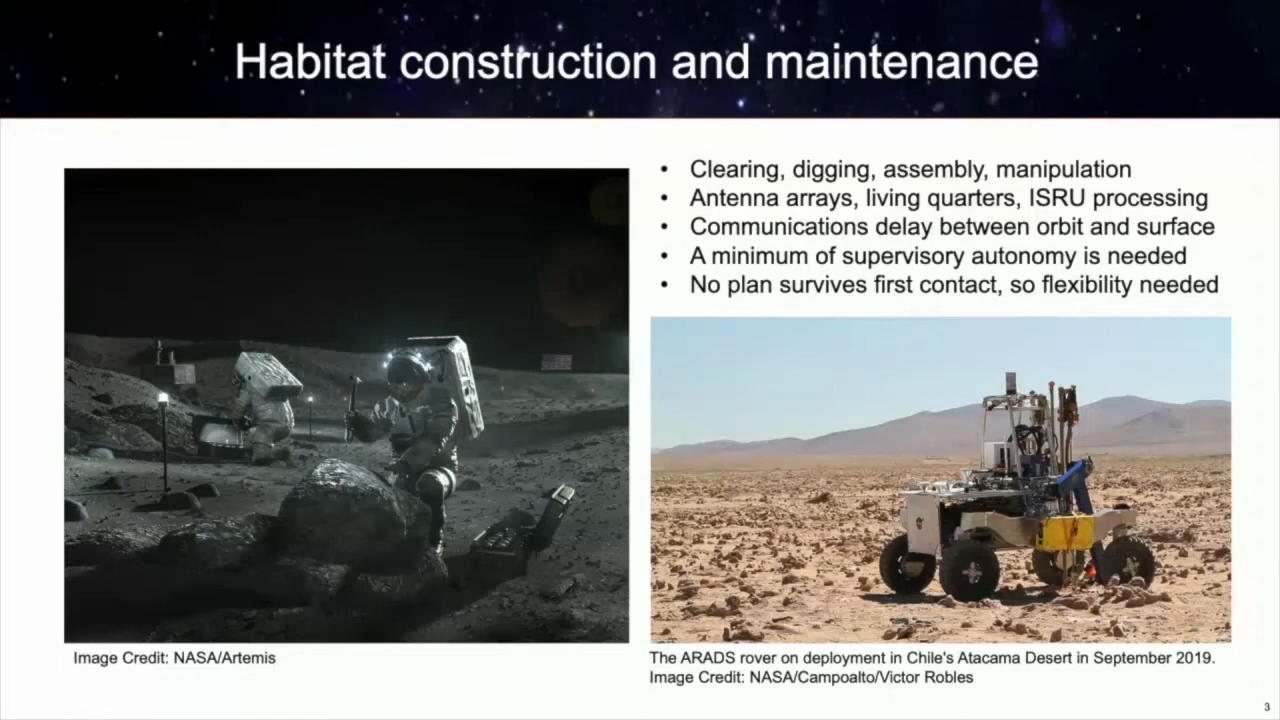 Habitat construction and maintenance
• Clearing, digging, assembly, manipulation
• Antenna arrays, living quarters, ISRU processing
• Communications delay between orbit and surface
• A minimum of supervisory autonomy is needed
• No plan survives first contact, so flexibility needed
Image Credit: NASA/Artemis
The ARADS rover on deployment in Chile's Atacama Desert in September 2019.
Image Credit: NASA/Campoalto/Victor Robles
3